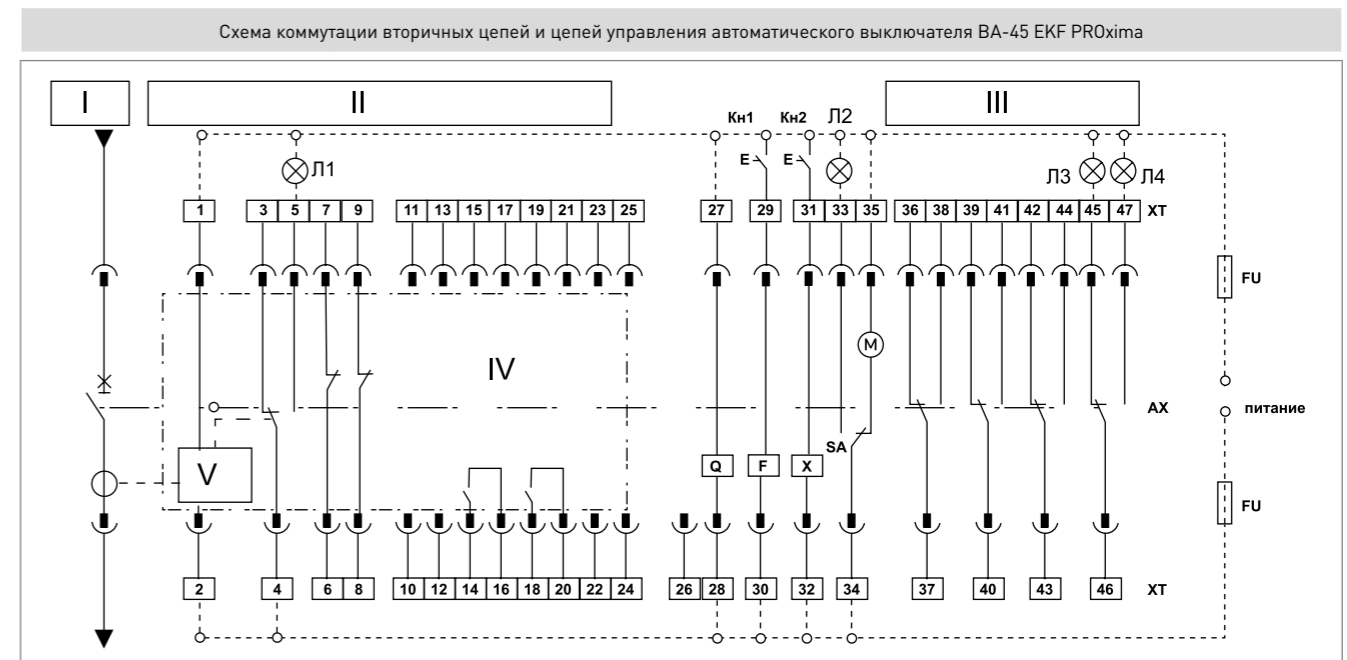 Схема коммутации вторичных цепей и цепей управления автоматического выключателя ВА-45 EKF PROxima
I II III
Кн1 Кн2 Л2
Е Е
Л1 Л3 Л4
1 3 5 7 9 11 13 15 17 19 21 23 25 27 29 31 33 35 36 38 39 41 42 44 45 47 XT
FU
M
IV
AX питание
SA
V Q F X
FU
2 4 6 8 10 12 14 16 18 20 22 24 26 28 30 32 34 37 40 43 46 XT